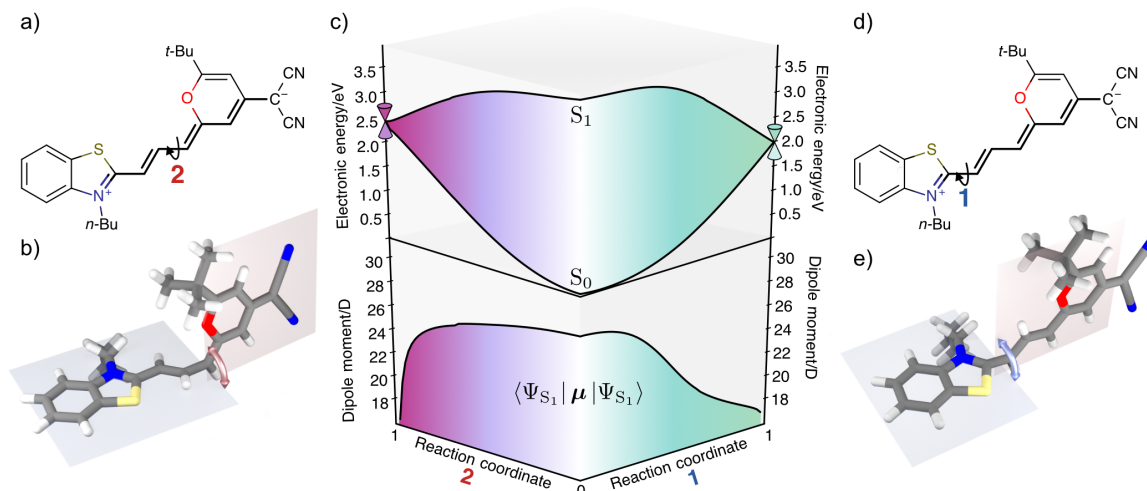 a)
t-Bu
O
CN
C
−
CN
S
N+
n-Bu
2
b)
c)
Electronic energy/eV
3.5
3.0
2.5
2.0
1.5
1.0
0.5
S1
S0
Electronic energy/eV
3.5
3.0
2.5
2.0
1.5
1.0
0.5
Dipole moment/D
30
28
26
24
22
20
18
⟨ΨS1| μ |ΨS1⟩
Dipole moment/D
30
28
26
24
22
20
18
1
Reaction coordinate
2
0
Reaction coordinate
1
1
d)
t-Bu
O
CN
C
−
CN
S
N+
n-Bu
1
e)